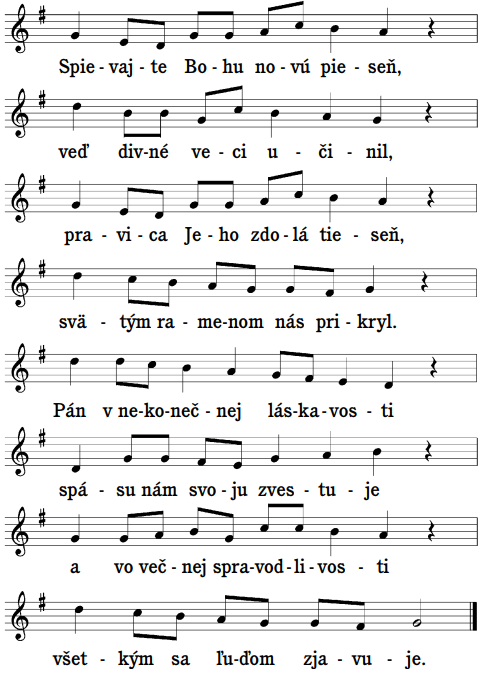 Spie - vaj - te Bo - hu no - vú pie - seň,
veď div - né ve - ci u - či - nil,
pra - vi - ca Je - ho zdo - lá tie - seň,
svä - tým ra - me - nom nás pri - kryl.
Pán v ne - ko - neč - nej lás - ka - vos - ti
spá - su nám svo - ju zves - tu - je
a vo več - nej spra - vod - li - vos - ti
všet - kým sa ľu - ďom zja - vu - je.